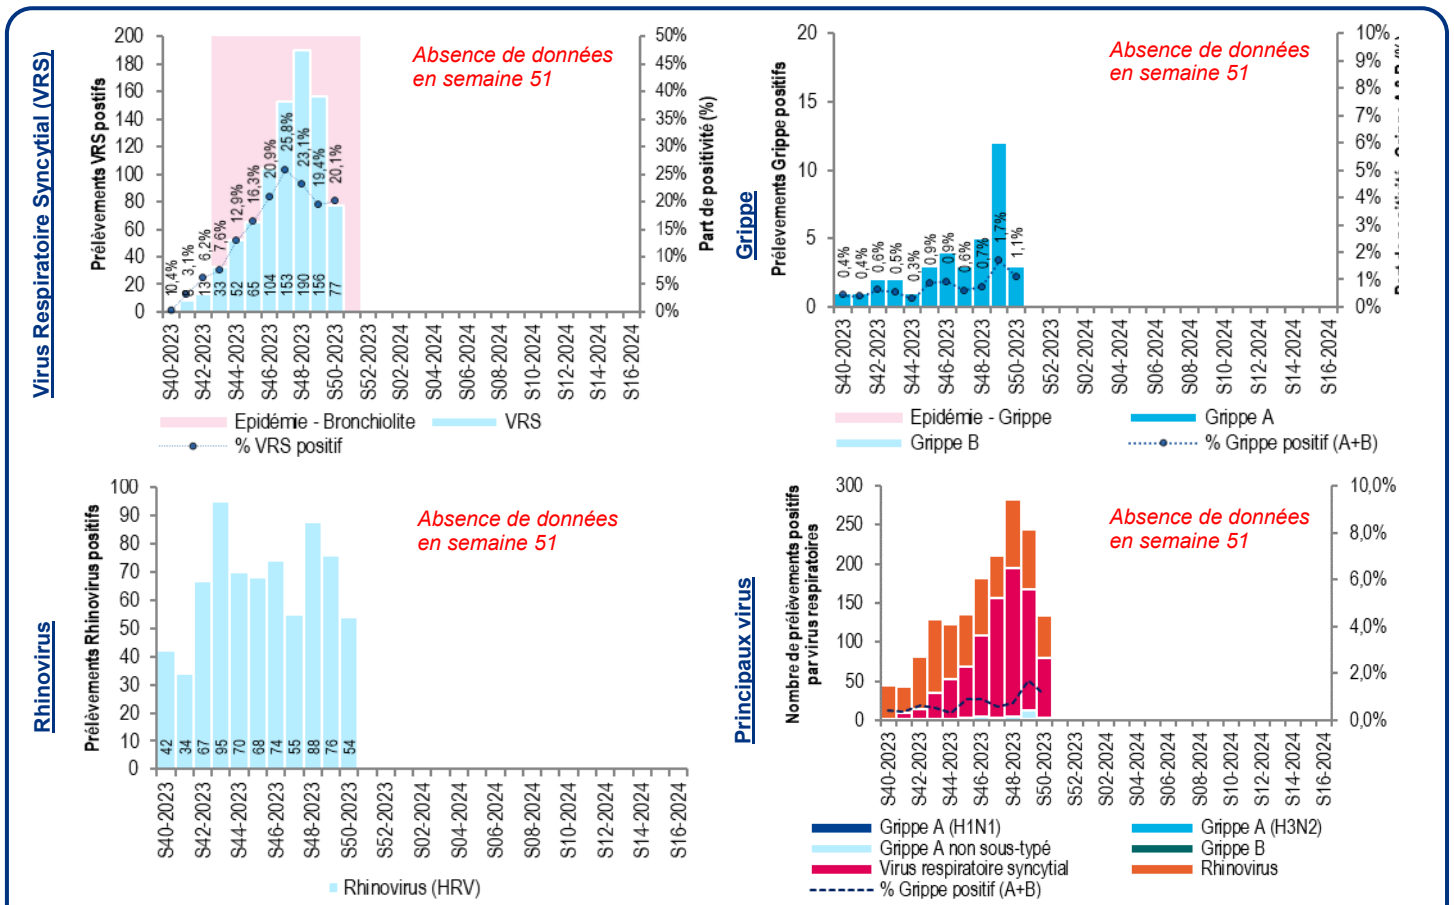 Virus Respiratoire Syncytial (VRS)
Prélèvements VRS postifs
200
180
160
140
120
100
80
60
40
20
0
Absence de données
en semaine 51
0,4%
3,1%
6,2%
7,6%
12,9%
16,3%
20,9%
25,8%
23,1%
19,4%
20,1%
1
8
13
33
52
65
104
153
190
156
77
50%
45%
40%
35%
30%
25%
20%
15%
10%
5%
0%
Part de positivité (%)
S40-2023
S42-2023
S44-2023
S46-2023
S48-2023
S50-2023
S52-2023
S02-2024
S04-2024
S06-2024
S08-2024
S10-2024
S12-2024
S14-2024
S16-2024
Epidémie - Bronchiolite
VRS
% VRS positif
Grippe
Prélevements Grippe positifs
20
15
10
5
0
Absence de données
en semaine 51
0,4%
0,4%
0,6%
0,5%
0,3%
0,9%
0,9%
0,6%
0,7%
1,7%
1,1%
10%
9%
8%
7%
6%
5%
4%
3%
2%
1%
0%
S40-2023
S42-2023
S44-2023
S46-2023
S48-2023
S50-2023
S52-2023
S02-2024
S04-2024
S06-2024
S08-2024
S10-2024
S12-2024
S14-2024
S16-2024
Epidémie - Grippe
Grippe A
Grippe B
% Grippe positif (A+B)
Rhinovirus
Prélèvements Rhinovirus positifs
100
90
80
70
60
50
40
30
20
10
0
Absence de données
en semaine 51
42
34
67
95
70
68
74
55
88
76
54
S40-2023
S42-2023
S44-2023
S46-2023
S48-2023
S50-2023
S52-2023
S02-2024
S04-2024
S06-2024
S08-2024
S10-2024
S12-2024
S14-2024
S16-2024
Rhinovirus (HRV)
Principaux virus
Nombre de prélèvements positifs
par virus respiratoires
300
250
200
150
100
50
0
Absence de données
en semaine 51
10,0%
8,0%
6,0%
4,0%
2,0%
0,0%
S40-2023
S42-2023
S44-2023
S46-2023
S48-2023
S50-2023
S52-2023
S02-2024
S04-2024
S06-2024
S08-2024
S10-2024
S12-2024
S14-2024
S16-2024
Grippe A (H1N1)
Grippe A (H3N2)
Grippe A non sous-typé
Grippe B
Virus respiratoire syncytial
Rhinovirus
% Grippe positif (A+B)